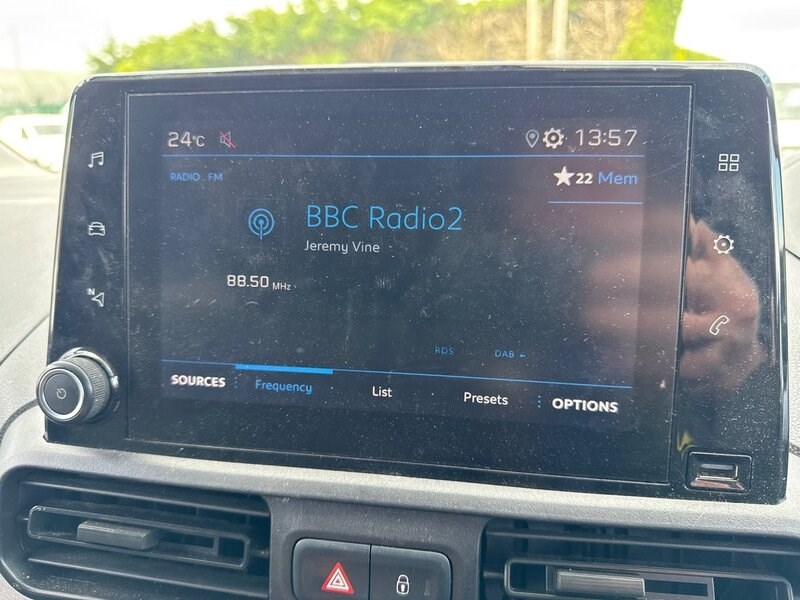 24°C 13:57
RADIO . FM 22 Mem
BBC Radio2
Jeremy Vine
88.50 MHz
N
RDS DAB
SOURCES Frequency List Presets OPTIONS